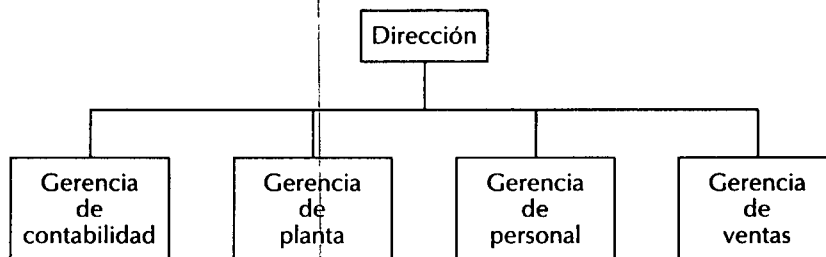 Dirección
Gerencia
de
contabilidad
Gerencia
de
planta
Gerencia
de
personal
Gerencia
de
ventas